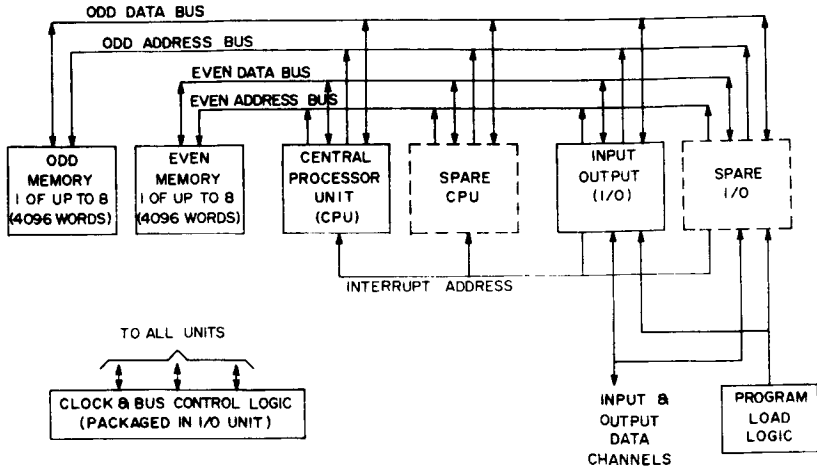 ODD DATA BUS
ODD ADDRESS BUS
EVEN DATA BUS
EVEN ADDRESS BUS
ODD
MEMORY
1 OF UP TO 8
(4096 WORDS)
EVEN
MEMORY
1 OF UP TO 8
(4096 WORDS)
CENTRAL
PROCESSOR
UNIT
(CPU)
SPARE
CPU
INPUT
OUTPUT
(I/O)
SPARE
I/O
INTERRUPT ADDRESS
TO ALL UNITS
CLOCK & BUS CONTROL LOGIC
(PACKAGED IN I/O UNIT)
INPUT &
OUTPUT
DATA
CHANNELS
PROGRAM
LOAD
LOGIC